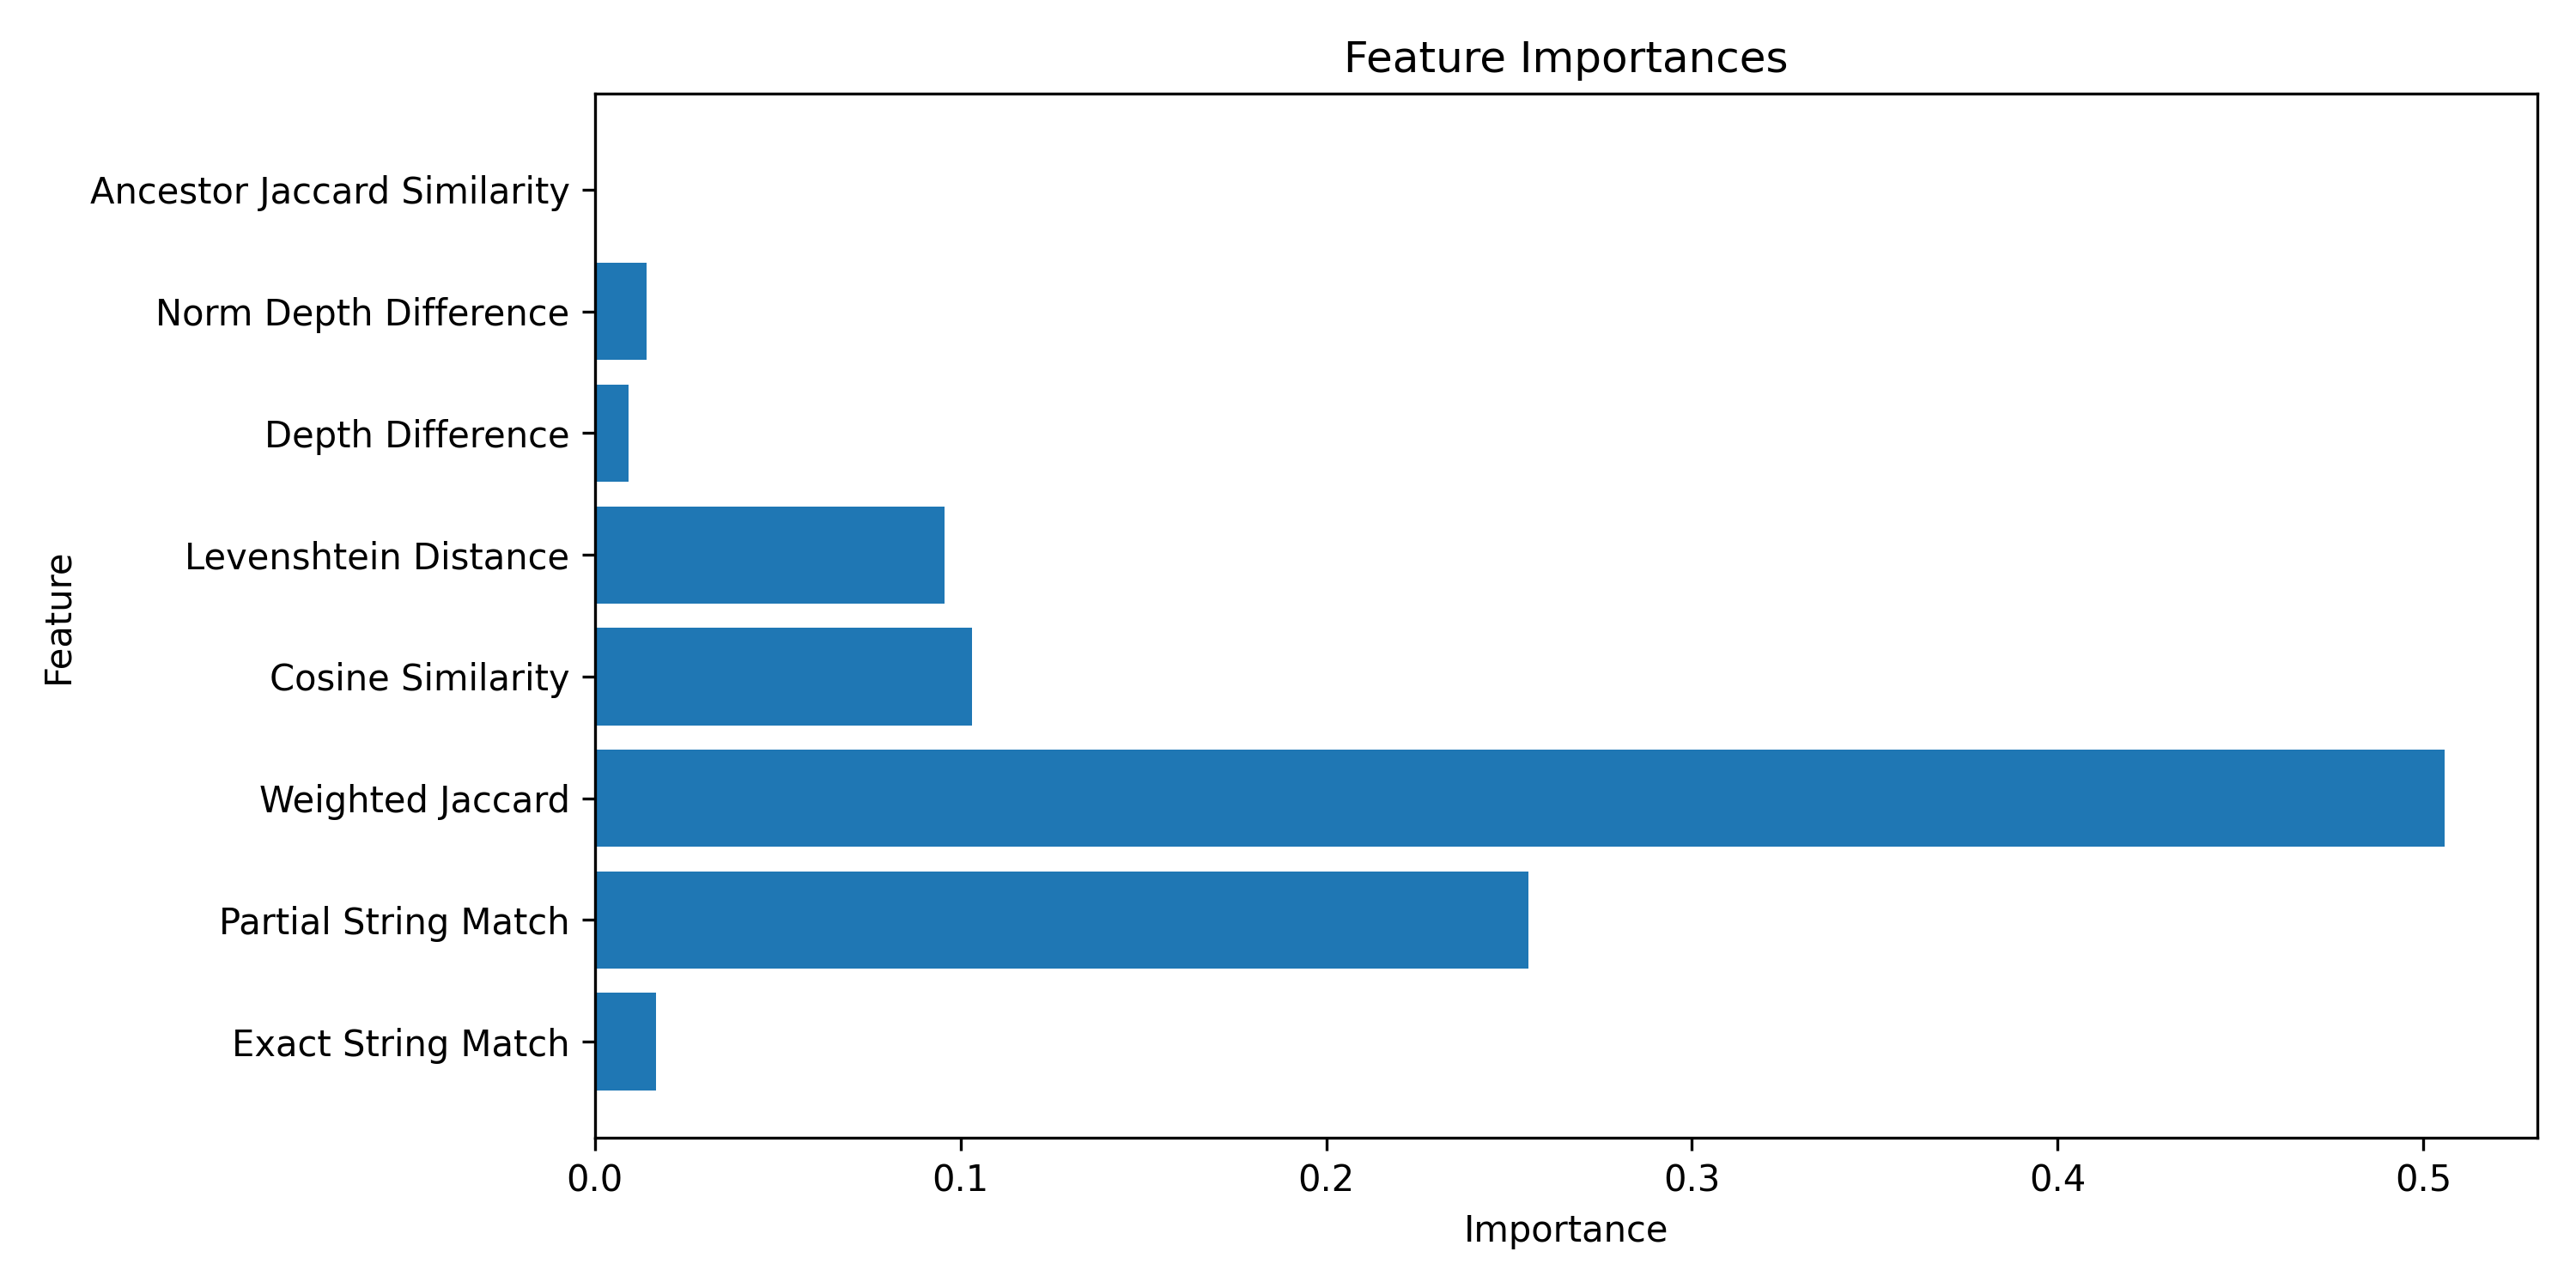 Feature Importances
Feature
Ancestor Jaccard Similarity
Norm Depth Difference
Depth Difference
Levenshtein Distance
Cosine Similarity
Weighted Jaccard
Partial String Match
Exact String Match
0.0 0.1 0.2 0.3 0.4 0.5
Importance